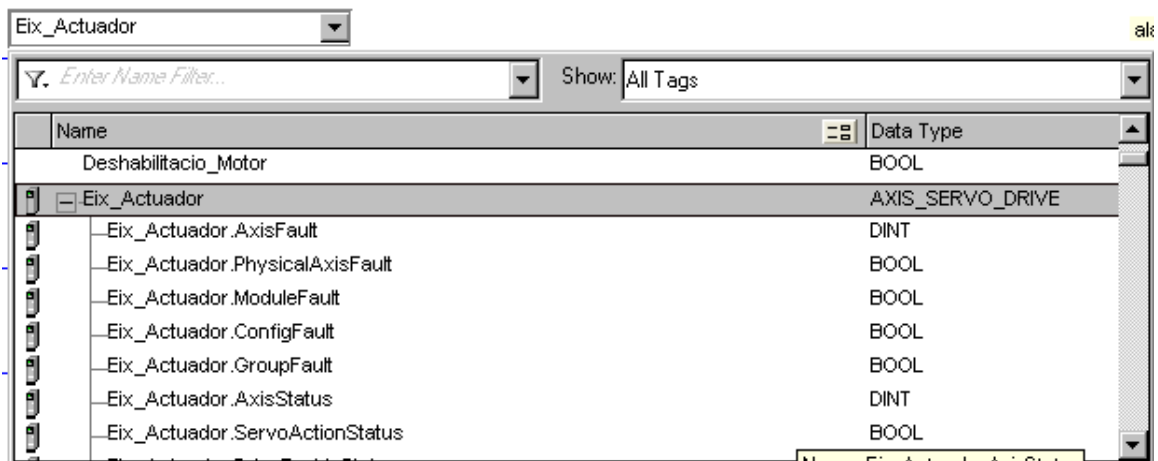 Eix_Actuador
Enter Name Filter... Show: All Tags
Name Data Type
Deshabilitacio_Motor BOOL
Eix_Actuador AXIS_SERVO_DRIVE
Eix_Actuador.AxisFault DINT
Eix_Actuador.PhysicalAxisFault BOOL
Eix_Actuador.ModuleFault BOOL
Eix_Actuador.ConfigFault BOOL
Eix_Actuador.GroupFault BOOL
Eix_Actuador.AxisStatus DINT
Eix_Actuador.ServoActionStatus BOOL